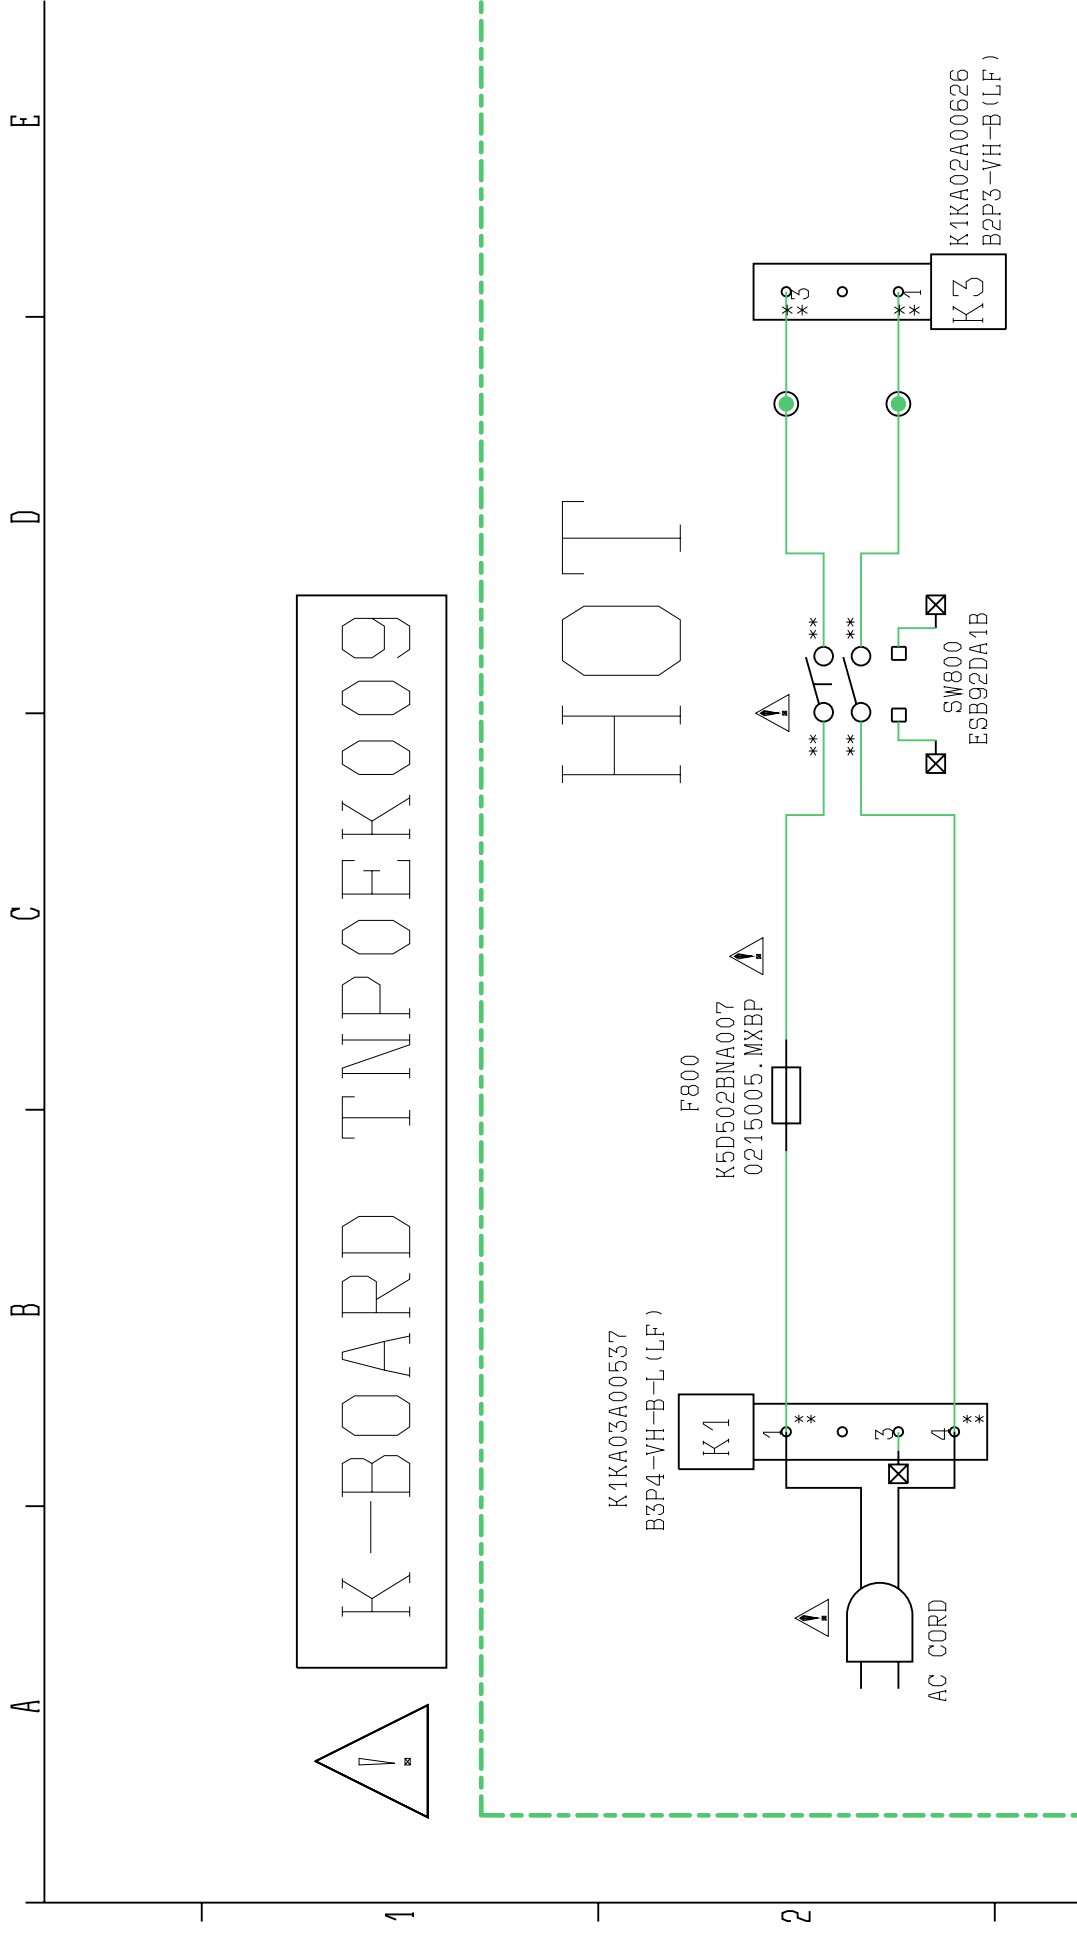 A
B
C
D
E
1
2
!
K-BOARD TNP0EK009
HOT
K1KA03A00537
B3P4-VH-B-L(LF)
K1
1
**
3
4
**
!
AC CORD
F800
K5D502BNA007
0215005.MXBP
!
!
**
**
**
**
SW800
ESB92DA1B
**3
**1
K3
K1KA02A00626
B2P3-VH-B(LF)